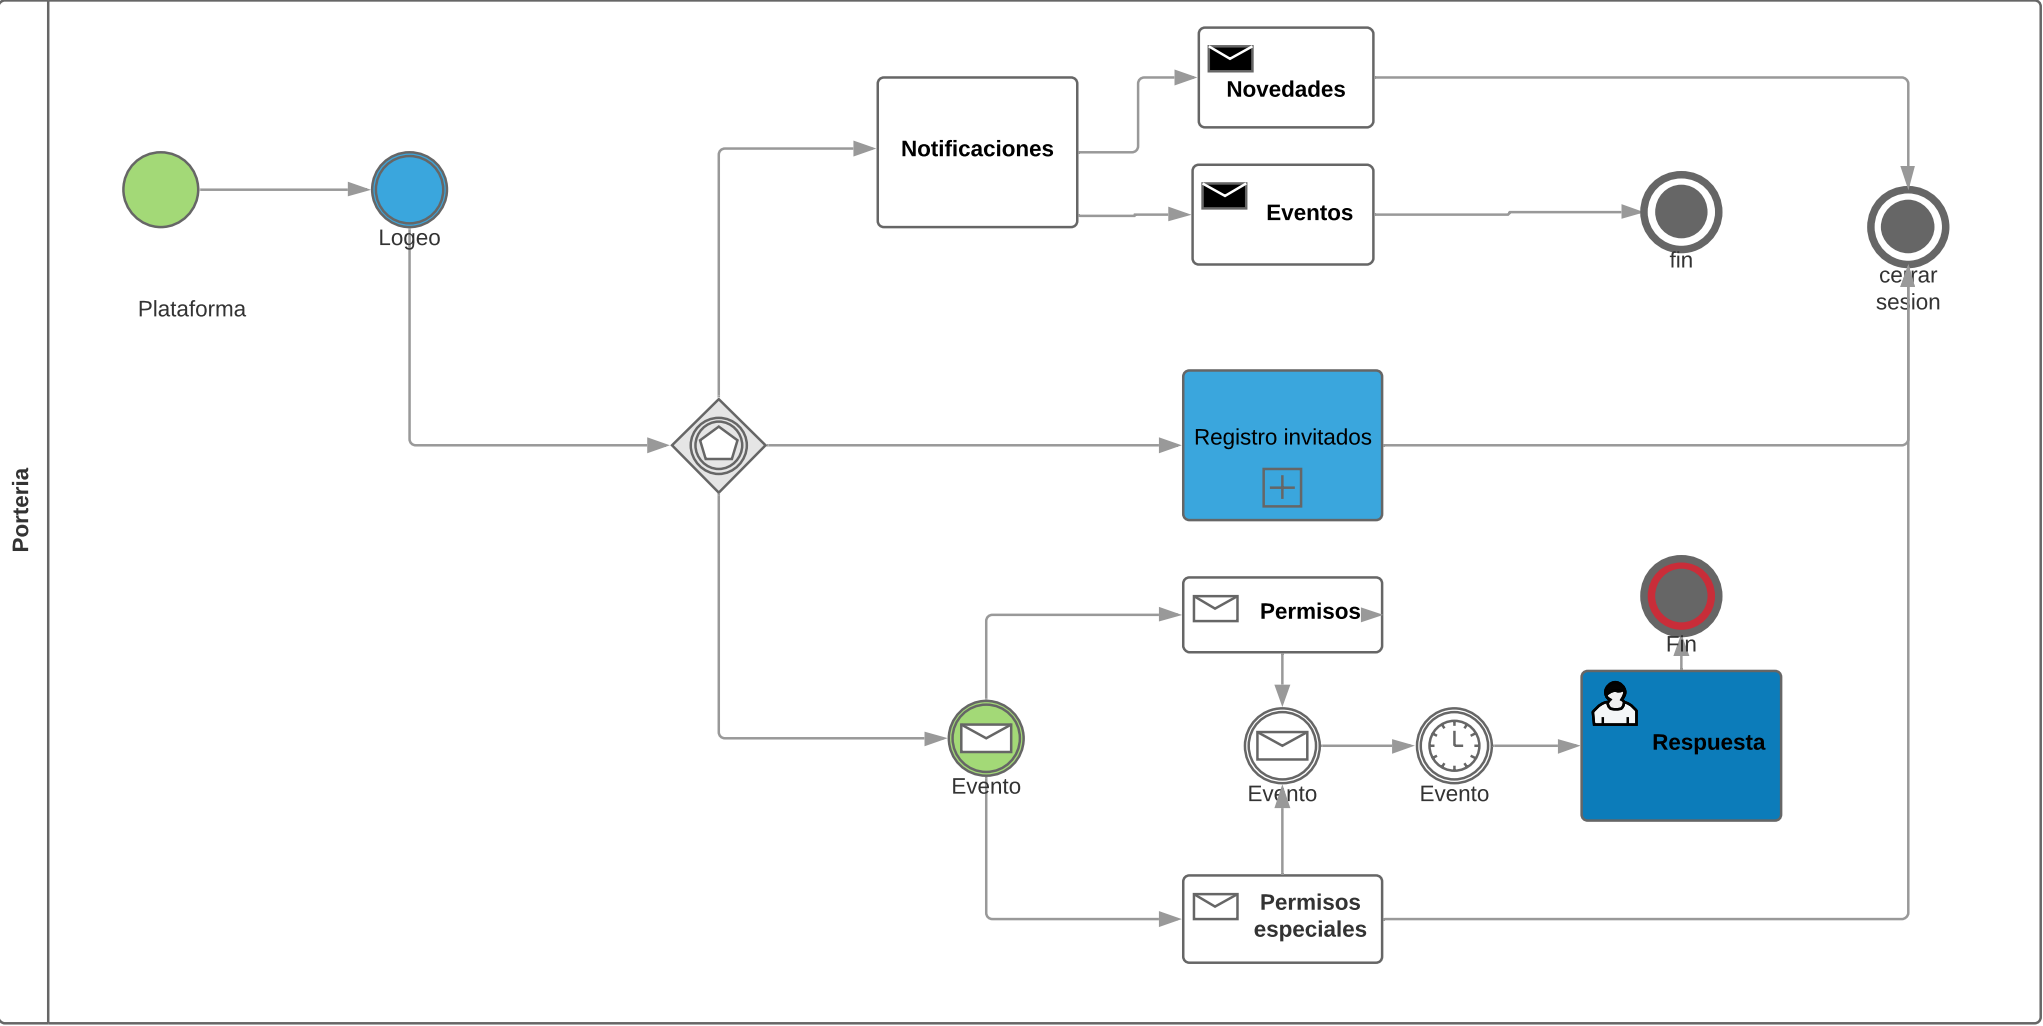 Porteria
Plataforma
Logeo
Notificaciones
Novedades
Eventos
fin
cerrar
sesion
Registro invitados
Evento
Permisos
Evento
Evento
Fin
Respuesta
Permisos
especiales